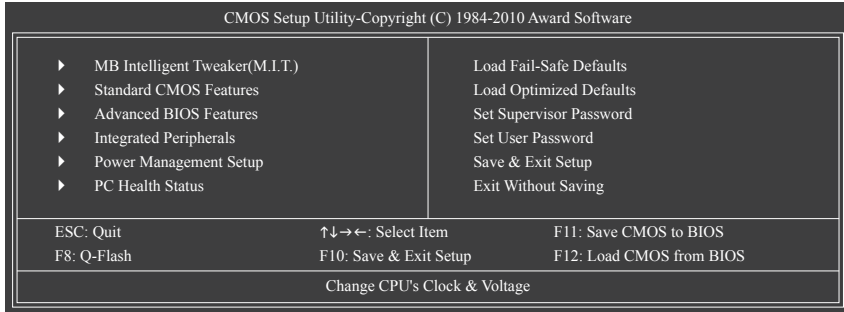 CMOS Setup Utility-Copyright (C) 1984-2010 Award Software
MB Intelligent Tweaker(M.I.T.)
Standard CMOS Features
Advanced BIOS Features
Integrated Peripherals
Power Management Setup
PC Health Status
Load Fail-Safe Defaults
Load Optimized Defaults
Set Supervisor Password
Set User Password
Save & Exit Setup
Exit Without Saving
ESC: Quit
↑↓→←: Select Item
F11: Save CMOS to BIOS
F8: Q-Flash
F10: Save & Exit Setup
F12: Load CMOS from BIOS
Change CPU's Clock & Voltage